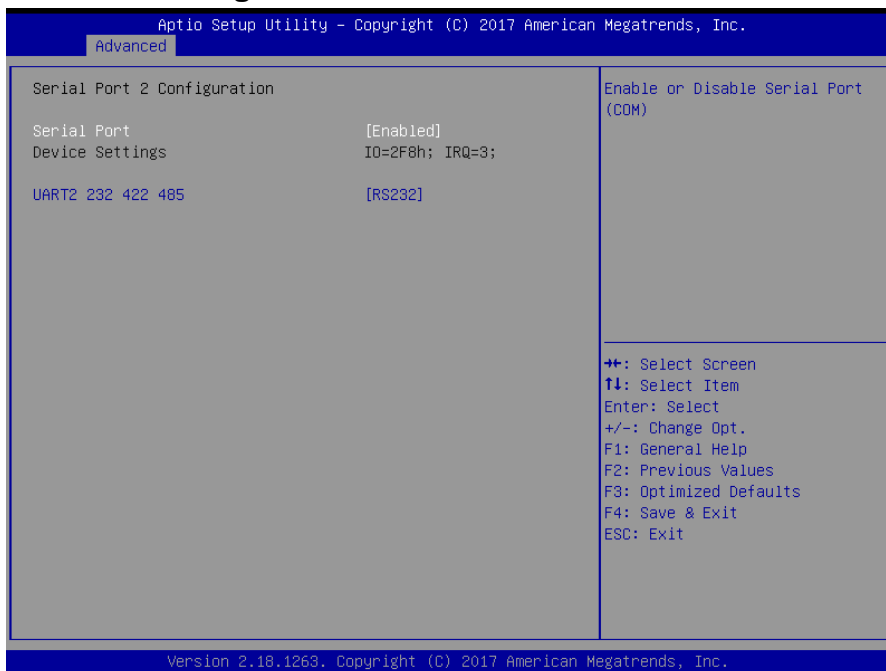 Aptio Setup Utility – Copyright (C) 2017 American Megatrends, Inc.
Advanced
Serial Port 2 Configuration
Serial Port [Enabled]
Device Settings IO=2F8h; IRQ=3;
UART2 232 422 485 [RS232]
Enable or Disable Serial Port
(COM)
→←: Select Screen
↑↓: Select Item
Enter: Select
+/-: Change Opt.
F1: General Help
F2: Previous Values
F3: Optimized Defaults
F4: Save & Exit
ESC: Exit
Version 2.18.1263. Copyright (C) 2017 American Megatrends, Inc.